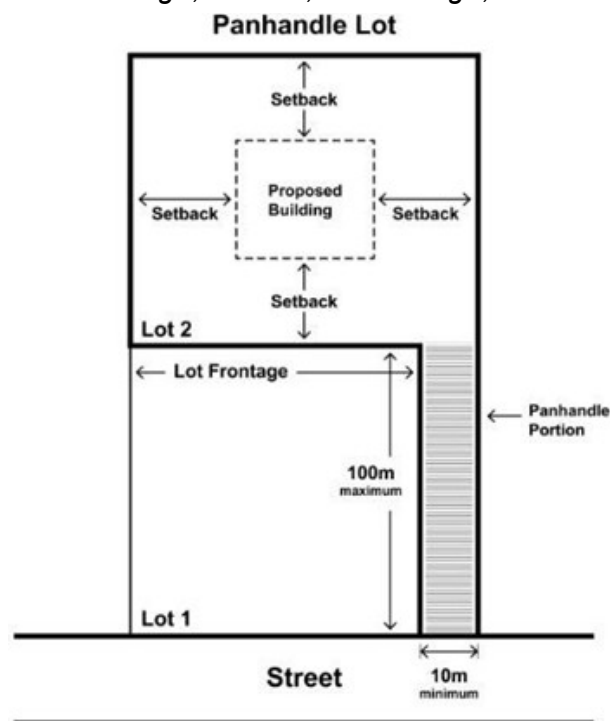 Panhandle Lot
Setback
Proposed
Building
Setback
Setback
Setback
Lot 2
Lot Frontage
Panhandle
Portion
100m
maximum
Lot 1
Street
10m
minimum